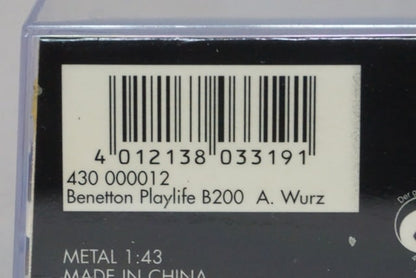 4 012138 033191
430 000012
Benetton Playlife B200 A. Wurz
METAL 1:43
MADE IN CHINA